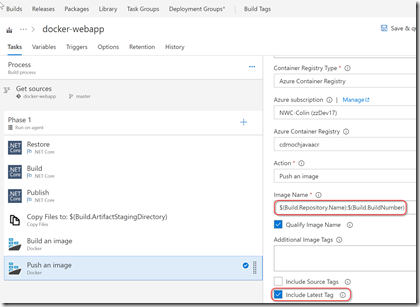 Builds Releases Packages Library Task Groups Deployment Groups* Build Tags
docker-webapp
Save & qu
Tasks Variables Triggers Options Retention History
Process
Build process
Get sources
docker-webapp master
Phase 1
Run on agent
Restore
.NET Core
Build
.NET Core
Publish
.NET Core
Copy Files to: $(Build.ArtifactStagingDirectory)
Build an image
Docker
Push an image
Docker
Container Registry Type *
Azure Container Registry
Azure subscription | Manage
NWC Colin (zzDev17)
Azure Container Registry
cdmochjavaacr
Action *
Push an image
Image Name *
$(Build.Repository.Name):$(Build.BuildNumber)
Qualify Image Name
Additional Image Tags
Include Source Tags
Include Latest Tag